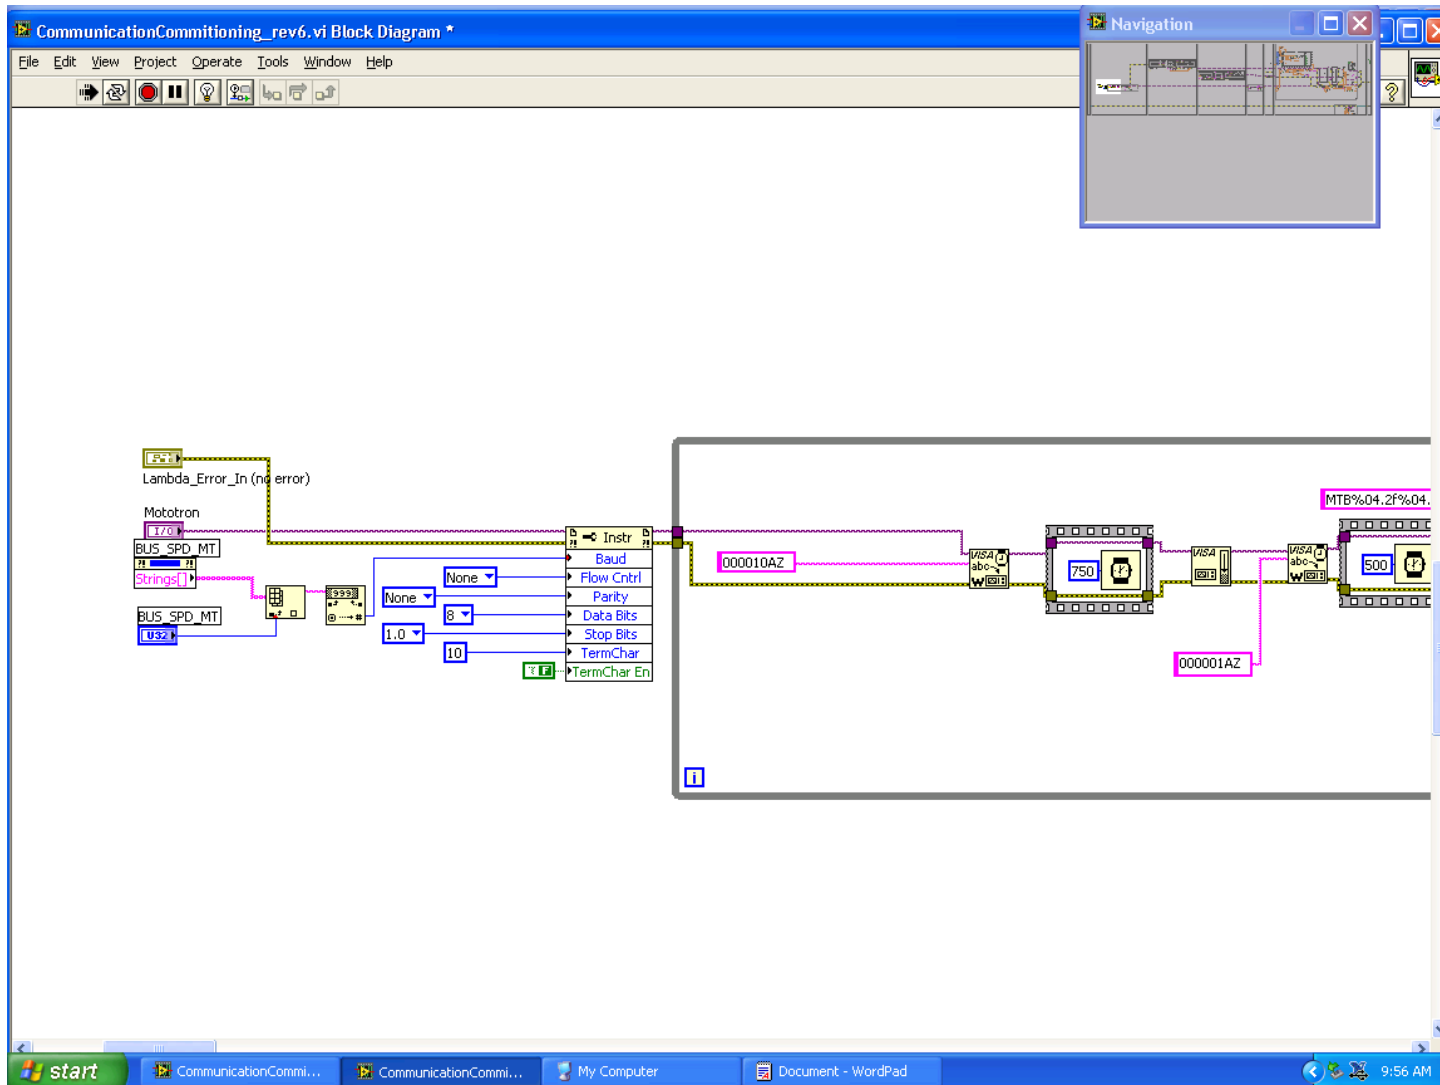 CommunicationCommitioning_rev6.vi Block Diagram *
Navigation
File Edit View Project Operate Tools Window Help
?
Lambda_Error_In (no error)
Mototron
I/O
BUS_SPD_MT
Strings[]
BUS_SPD_MT
U32
999
Instr
Baud
Flow Cntrl
Parity
Data Bits
Stop Bits
TermChar
TermChar En
None
None
8
1.0
10
F
000010AZ
VISA
abc
W
750
VISA
VISA
abc
W
000001AZ
MTB%04.2f%04.
500
i
start
CommunicationCommi...
CommunicationCommi...
My Computer
Document - WordPad
9:56 AM